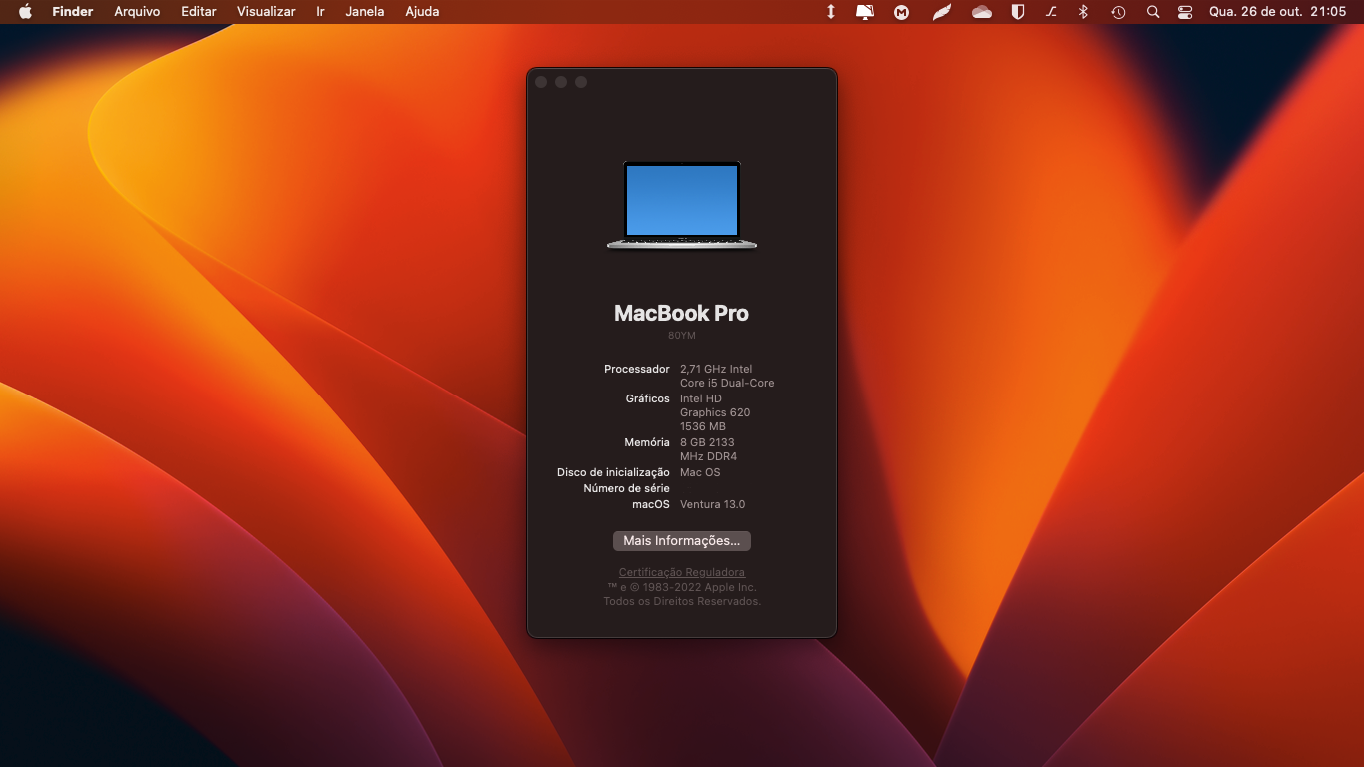 Finder Arquivo Editar Visualizar Ir Janela Ajuda Qua. 26 de out. 21:05
MacBook Pro
80YM
Processador 2,71 GHz Intel
Core i5 Dual-Core
Gráficos Intel HD
Graphics 620
1536 MB
Memória 8 GB 2133
MHz DDR4
Disco de inicialização Mac OS
Número de série
macOS Ventura 13.0
Mais Informações...
Certificação Reguladora
™ e © 1983-2022 Apple Inc.
Todos os Direitos Reservados.